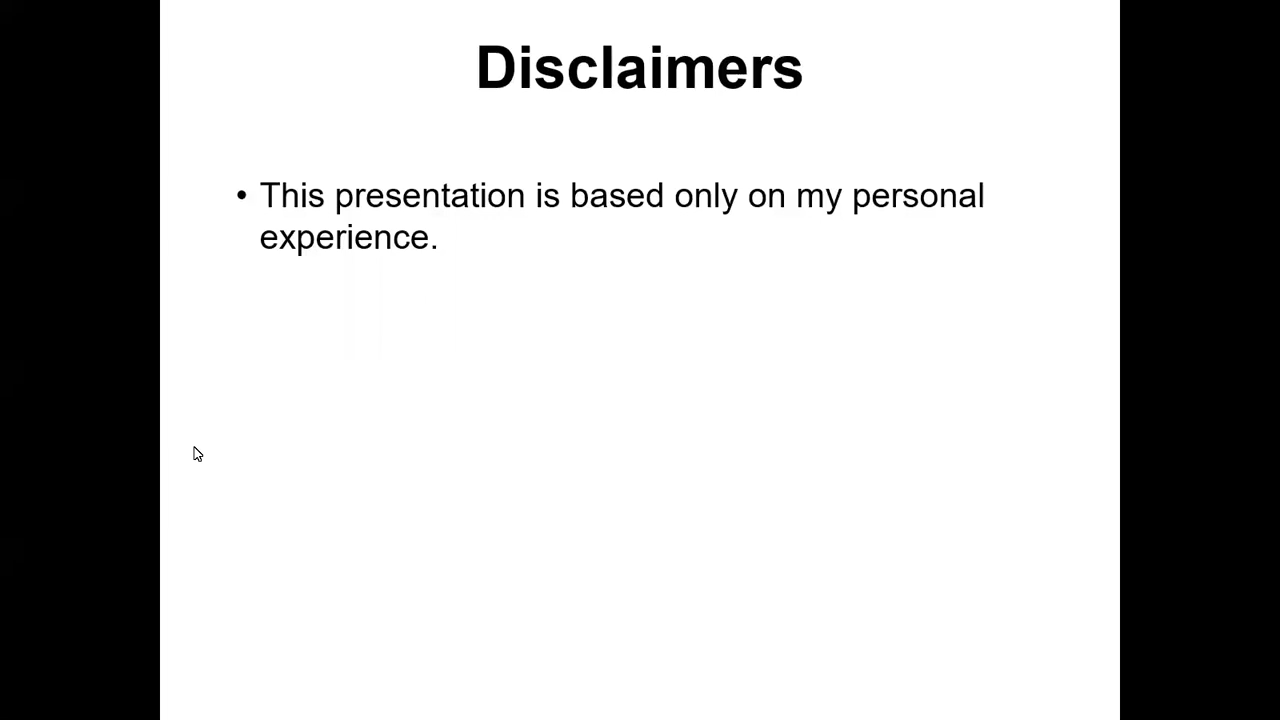 Disclaimers
• This presentation is based only on my personal
experience.